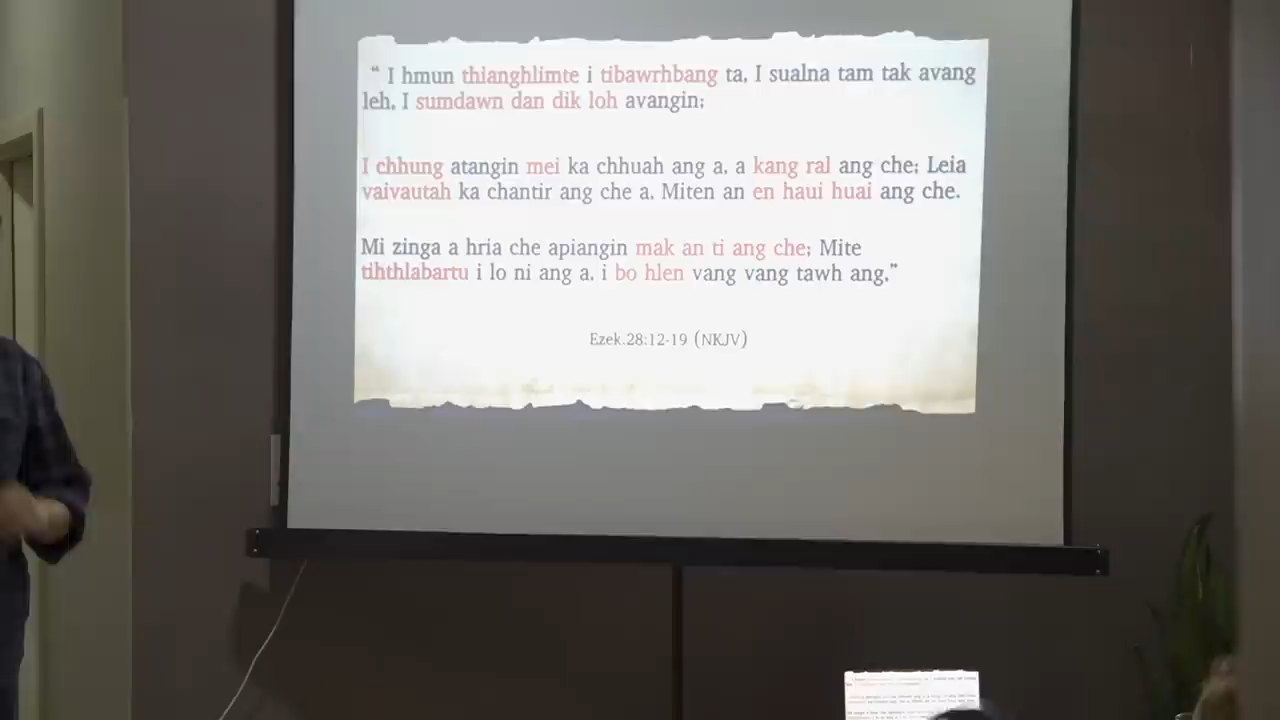 “ I hmun thianghlimte i tibawrhbang ta, I sualna tam tak avang
leh, I sumdawn dan dik loh avangin;
I chhung atangin mei ka chhuah ang a, a kang ral ang che; Leia
vaivautah ka chantir ang che a. Miten an en haui huai ang che.
Mi zinga a hria che apiangin mak an ti ang che; Mite
tihthlabartu i lo ni ang a, i bo hlen vang vang tawh ang,”
Ezek.28:12-19 (NKJV)